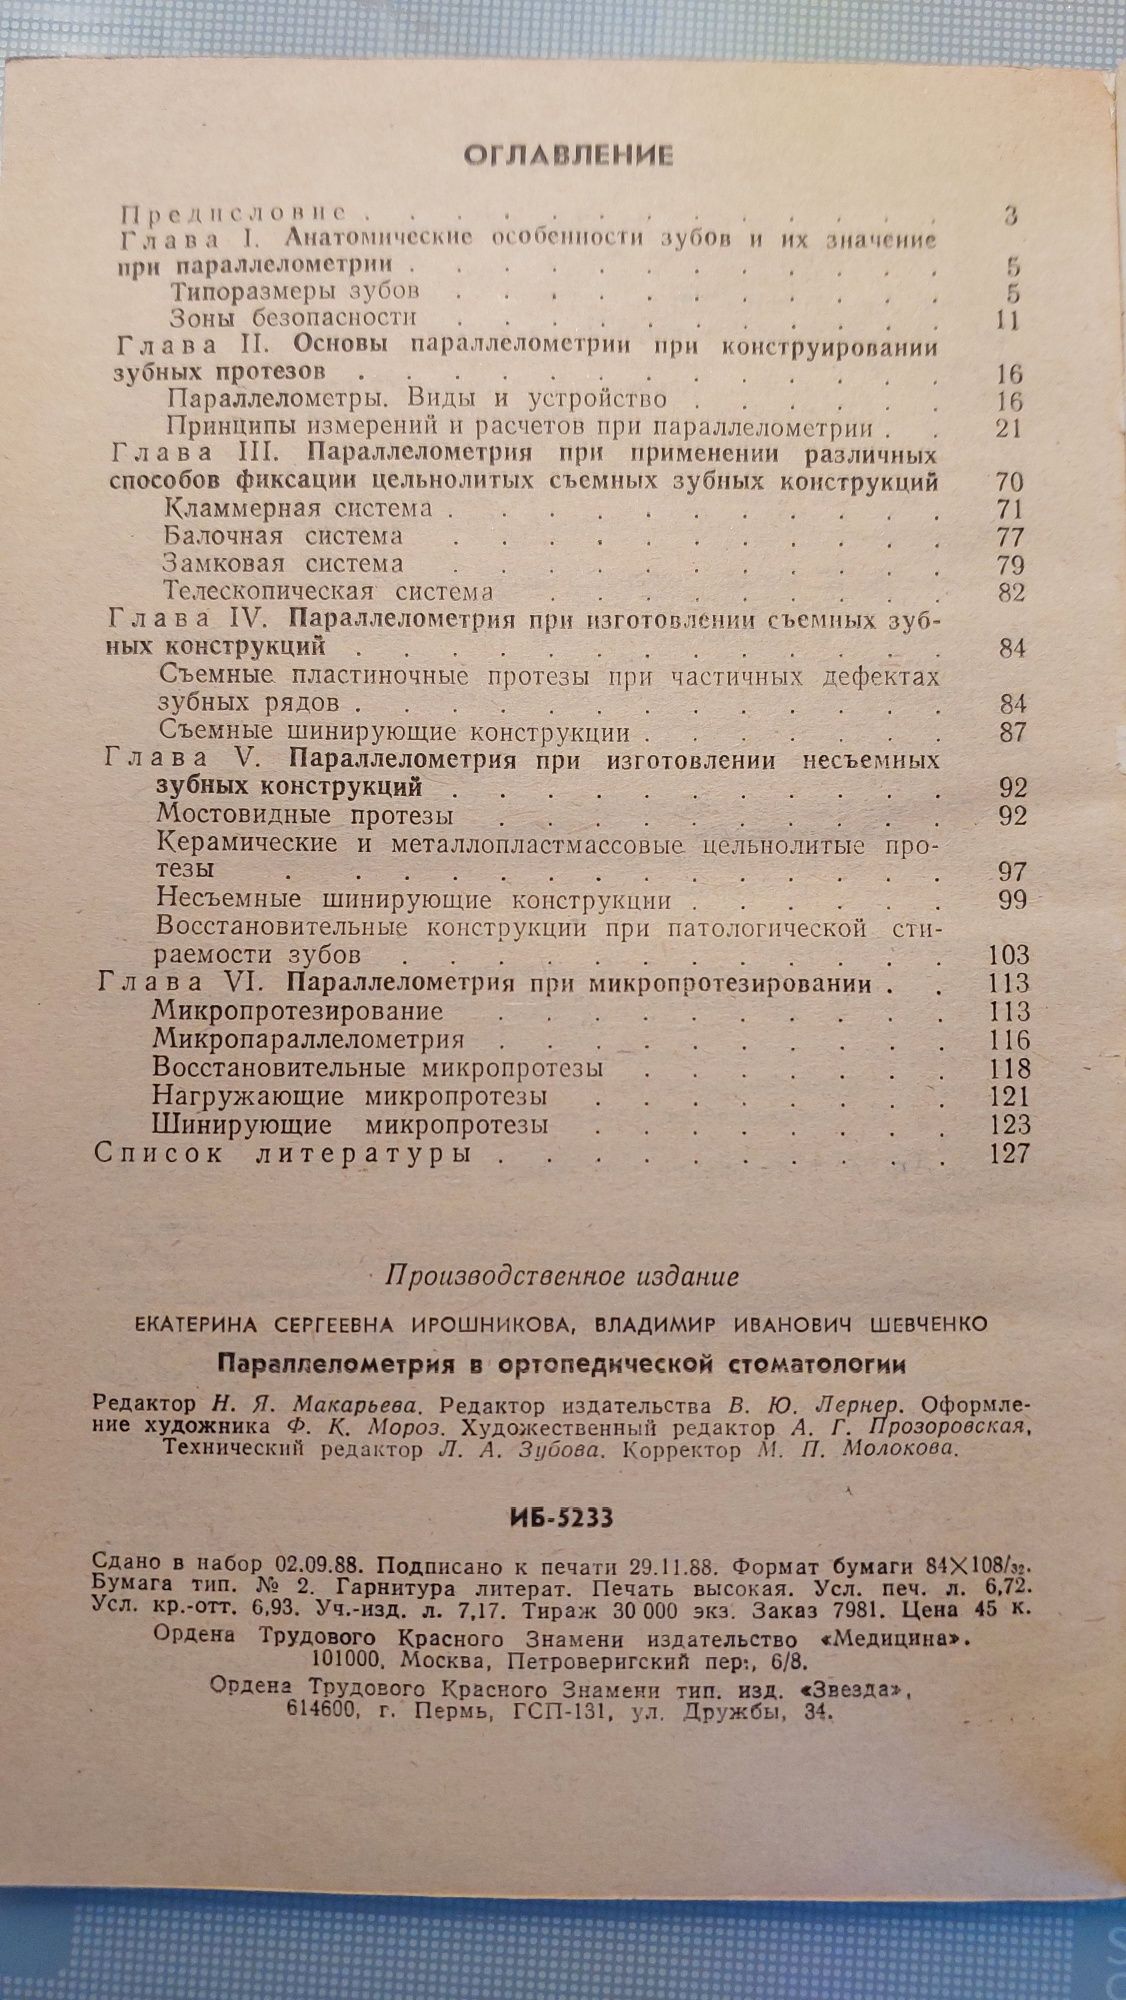 ОГЛАВЛЕНИЕ
Предисловие . . . . . . . . . . . . . 3
Глава I. Анатомические особенности зубов и их значение
при параллелометрии . . . . . . . . . . . . 5
Типоразмеры зубов . . . . . . . . . . . 5
Зоны безопасности . . . . . . . . . . . 11
Глава II. Основы параллелометрии при конструировании
зубных протезов . . . . . . . . . . . . . 16
Параллелометры. Виды и устройство . . . . . . 16
Принципы измерений и расчетов при параллелометрии . . 21
Глава III. Параллелометрия при применении различных
способов фиксации цельнолитых съемных зубных конструкций 70
Кламмерная система . . . . . . . . . . . 71
Балочная система . . . . . . . . . . . 77
Замковая система . . . . . . . . . . . 79
Телескопическая система . . . . . . . . . 82
Глава IV. Параллелометрия при изготовлении съемных зуб-
ных конструкций . . . . . . . . . . . . . 84
Съемные пластиночные протезы при частичных дефектах
зубных рядов . . . . . . . . . . . . . 84
Съемные шинирующие конструкции . . . . . . . 87
Глава V. Параллелометрия при изготовлении несъемных
зубных конструкций . . . . . . . . . . . 92
Мостовидные протезы . . . . . . . . . . 92
Керамические и металлопластмассовые цельнолитые про-
тезы . . . . . . . . . . . . . . 97
Несъемные шинирующие конструкции . . . . . . 99
Восстановительные конструкции при патологической сти-
раемости зубов . . . . . . . . . . . . 103
Глава VI. Параллелометрия при микропротезировании . . 113
Микропротезирование . . . . . . . . . . 113
Микропараллелометрия . . . . . . . . . . 116
Восстановительные микропротезы . . . . . . . 118
Нагружающие микропротезы . . . . . . . . 121
Шинирующие микропротезы . . . . . . . . 123
Список литературы . . . . . . . . . . 127
Производственное издание
ЕКАТЕРИНА СЕРГЕЕВНА ИРОШНИКОВА, ВЛАДИМИР ИВАНОВИЧ ШЕВЧЕНКО
Параллелометрия в ортопедической стоматологии
Редактор Н. Я. Макарьева. Редактор издательства В. Ю. Лернер. Оформле-
ние художника Ф. К. Мороз. Художественный редактор А. Г. Прозоровская,
Технический редактор Л. А. Зубова. Корректор М. П. Молокова.
ИБ-5233
Сдано в набор 02.09.88. Подписано к печати 29.11.88. Формат бумаги 84×108/32.
Бумага тип. № 2. Гарнитура литерат. Печать высокая. Усл. печ. л. 6,72.
Усл. кр.-отт. 6,93. Уч.-изд. л. 7,17. Тираж 30 000 экз. Заказ 7981. Цена 45 к.
Ордена Трудового Красного Знамени издательство «Медицина».
101000, Москва, Петроверигский пер., 6/8.
Ордена Трудового Красного Знамени тип. изд. «Звезда»,
614600, г. Пермь, ГСП-131, ул. Дружбы, 34.